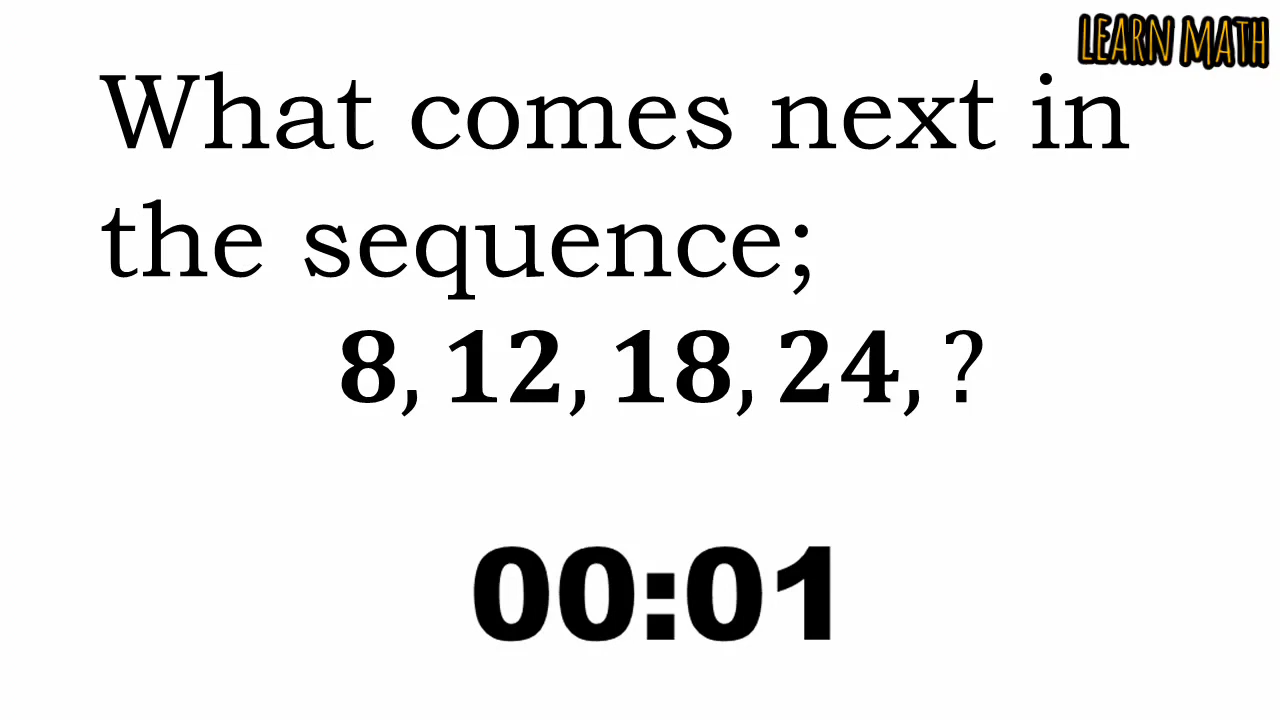 LEARN MATH
What comes next in
the sequence;
8, 12, 18, 24, ?
00:01